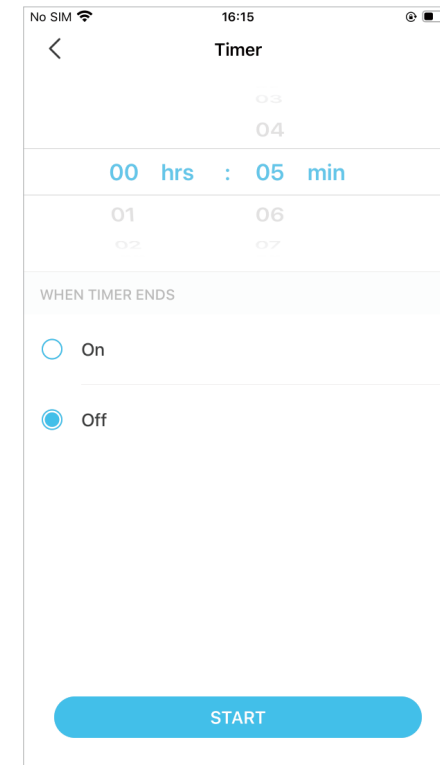 No SIM 16:15
Timer
03
04
00 hrs : 05 min
01 06
02 07
WHEN TIMER ENDS
On
Off
START